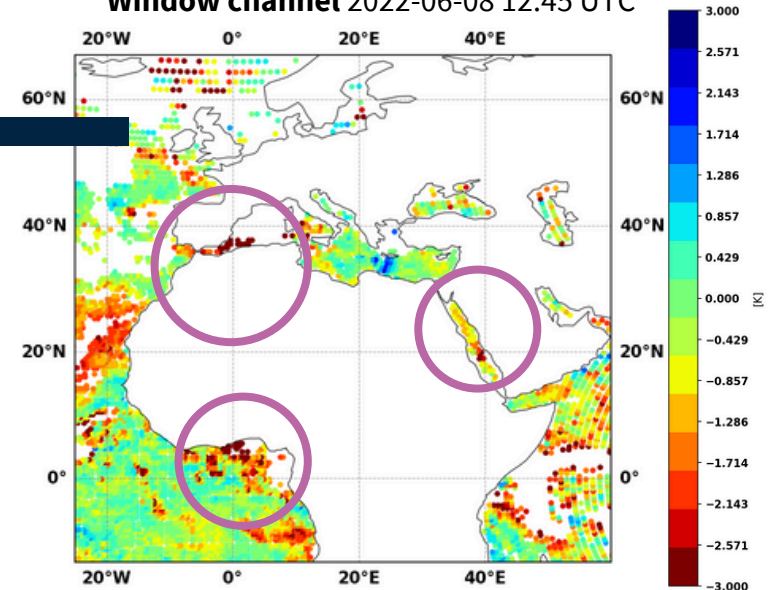 Window channel 2022-06-08 12:45 UTC
20°W 0° 20°E 40°E
60°N 60°N
40°N 40°N
20°N 20°N
0° 0°
20°W 0° 20°E 40°E
3.000
2.571
2.143
1.714
1.286
0.857
0.429
0.000
−0.429
−0.857
−1.286
−1.714
−2.143
−2.571
−3.000
[K]